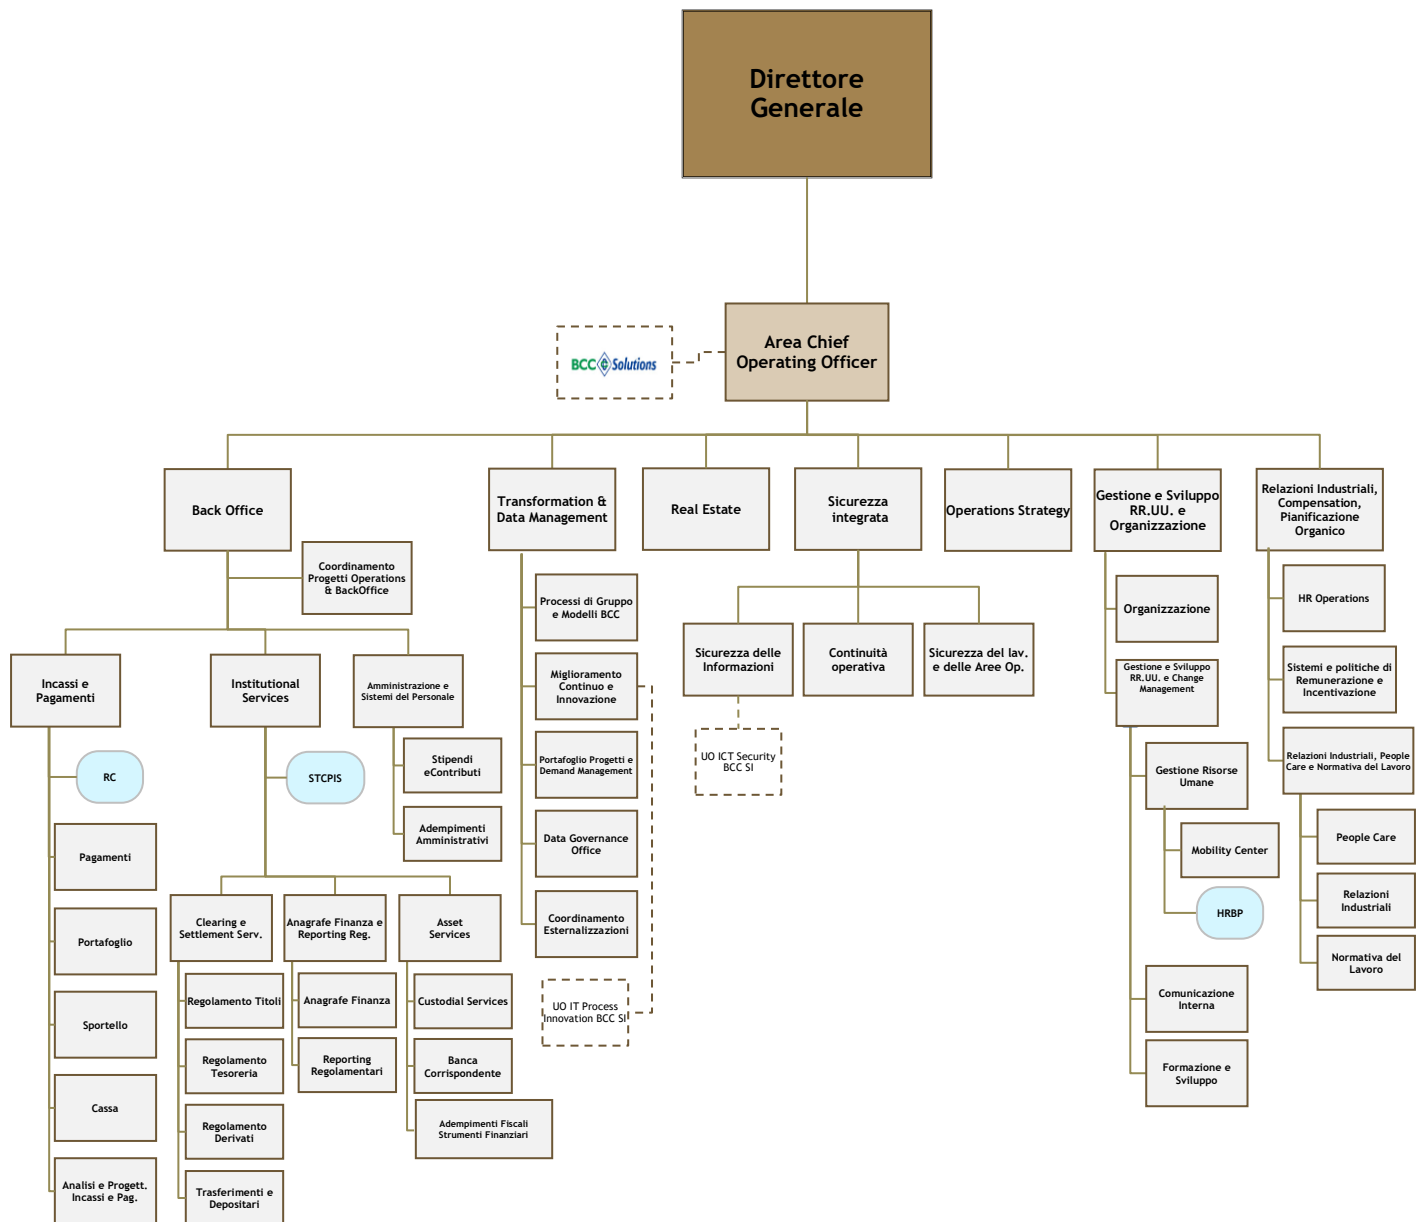 Direttore
Generale
Area Chief
Operating Officer
BCC Solutions
Back Office
Transformation &
Data Management
Real Estate
Sicurezza
integrata
Operations Strategy
Gestione e Sviluppo
RR.UU. e
Organizzazione
Relazioni Industriali,
Compensation,
Pianificazione
Organico
Coordinamento
Progetti Operations
& BackOffice
Incassi e
Pagamenti
Institutional
Services
Amministrazione e
Sistemi del Personale
RC
Pagamenti
Portafoglio
Sportello
Cassa
Analisi e Progett.
Incassi e Pag.
STCPIS
Stipendi
eContributi
Adempimenti
Amministrativi
Clearing e
Settlement Serv.
Anagrafe Finanza e
Reporting Reg.
Asset
Services
Regolamento Titoli
Regolamento
Tesoreria
Regolamento
Derivati
Trasferimenti e
Depositari
Anagrafe Finanza
Reporting
Regolamentari
Custodial Services
Banca
Corrispondente
Adempimenti Fiscali
Strumenti Finanziari
Processi di Gruppo
e Modelli BCC
Miglioramento
Continuo e
Innovazione
Portafoglio Progetti e
Demand Management
Data Governance
Office
Coordinamento
Esternalizzazioni
UO IT Process
Innovation BCC SI
Sicurezza delle
Informazioni
Continuità
operativa
Sicurezza del lav.
e delle Aree Op.
UO ICT Security
BCC SI
Organizzazione
Gestione e Sviluppo
RR.UU. e Change
Management
Gestione Risorse
Umane
Mobility Center
HRBP
Comunicazione
Interna
Formazione e
Sviluppo
HR Operations
Sistemi e politiche di
Remunerazione e
Incentivazione
Relazioni Industriali, People
Care e Normativa del Lavoro
People Care
Relazioni
Industriali
Normativa del
Lavoro